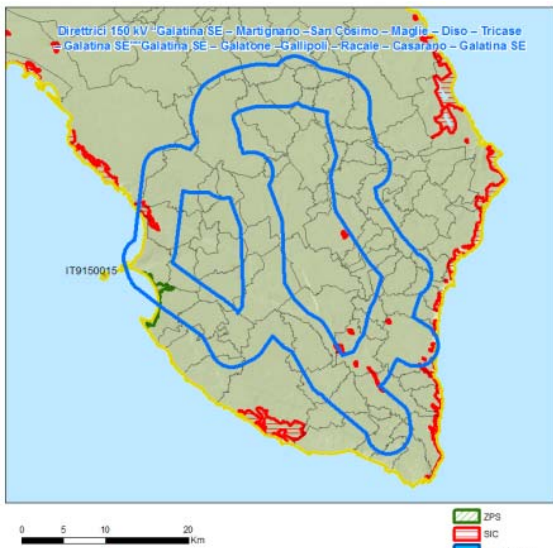 Direttrici 150 kV "Galatina SE – Martignano –San Cosimo – Maglie – Diso – Tricase
– Galatina SE" "Galatina SE – Galatone –Gallipoli – Racale – Casarano – Galatina SE
IT9150015
0 5 10 20
Km
ZPS
SIC